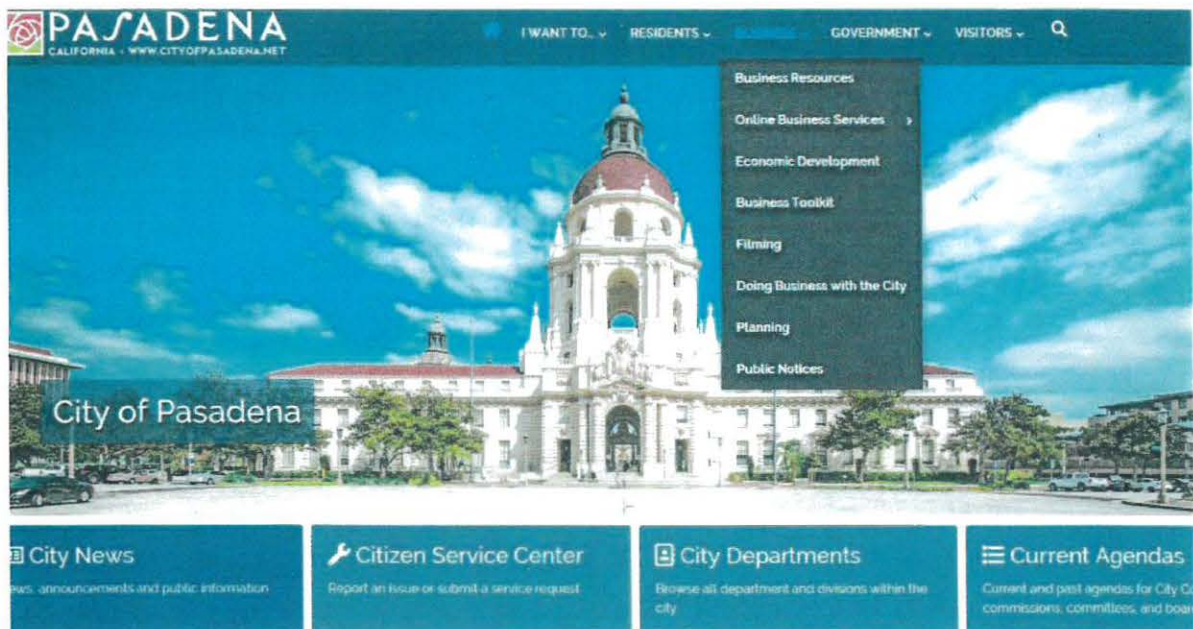 PASADENA
CALIFORNIA • WWW.CITYOFPASADENA.NET
I WANT TO... RESIDENTS GOVERNMENT VISITORS
Business Resources
Online Business Services
Economic Development
Business Toolkit
Filming
Doing Business with the City
Planning
Public Notices
City of Pasadena
City News
announcements and public information
Citizen Service Center
Report an issue or submit a service request
City Departments
Browse all department and divisions within the
city
Current Agendas
Current and past agendas for City
commissions, committees, and